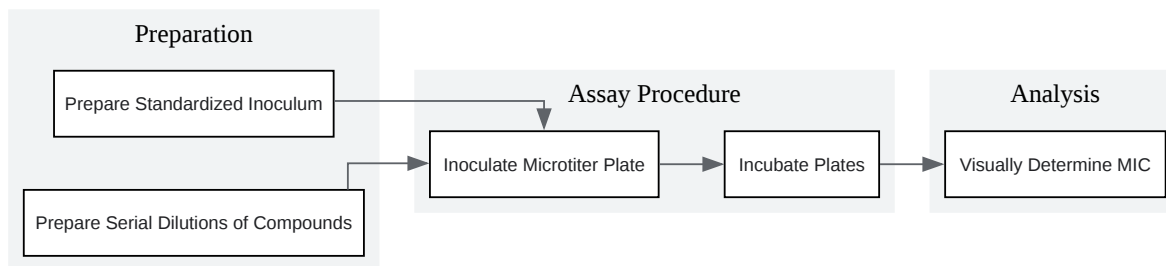 Preparation
Prepare Standardized Inoculum
Prepare Serial Dilutions of Compounds
Assay Procedure
Inoculate Microtiter Plate
Incubate Plates
Analysis
Visually Determine MIC